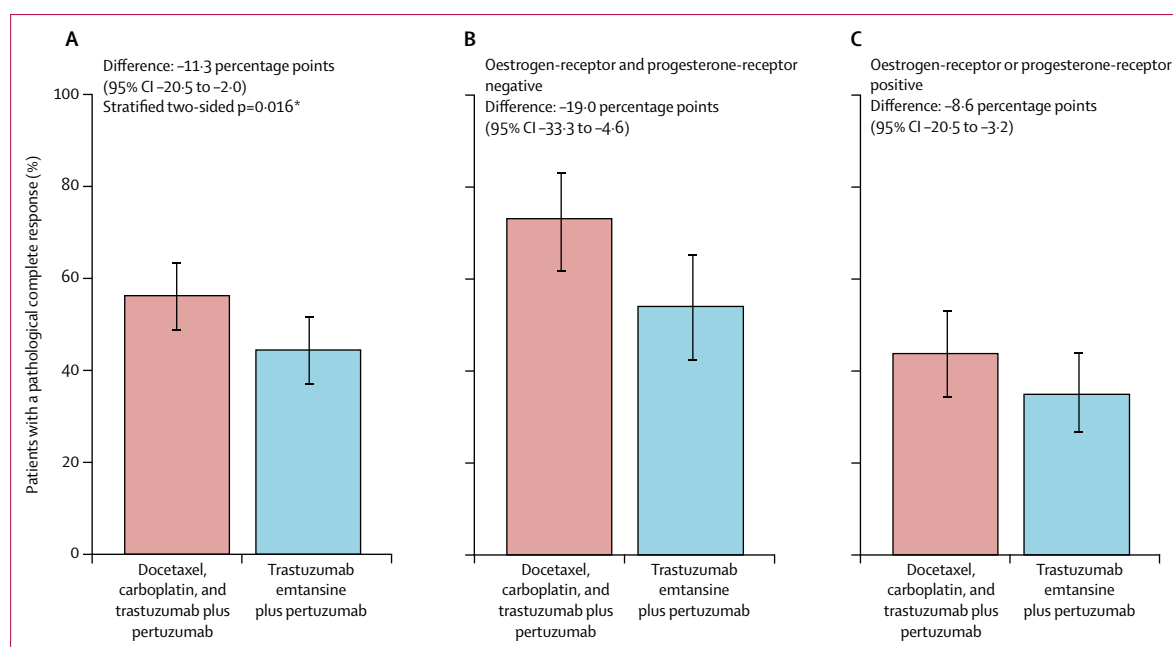 A
Difference: –11·3 percentage points
(95% CI –20·5 to –2·0)
Stratified two-sided p=0·016*
B
Oestrogen-receptor and progesterone-receptor
negative
Difference: –19·0 percentage points
(95% CI –33·3 to –4·6)
C
Oestrogen-receptor or progesterone-receptor
positive
Difference: –8·6 percentage points
(95% CI –20·5 to –3·2)
Patients with a pathological complete response (%)
100
80
60
40
20
0
Docetaxel,
carboplatin, and
trastuzumab plus
pertuzumab
Trastuzumab
emtansine
plus pertuzumab
Docetaxel,
carboplatin, and
trastuzumab plus
pertuzumab
Trastuzumab
emtansine
plus pertuzumab
Docetaxel,
carboplatin, and
trastuzumab plus
pertuzumab
Trastuzumab
emtansine
plus pertuzumab